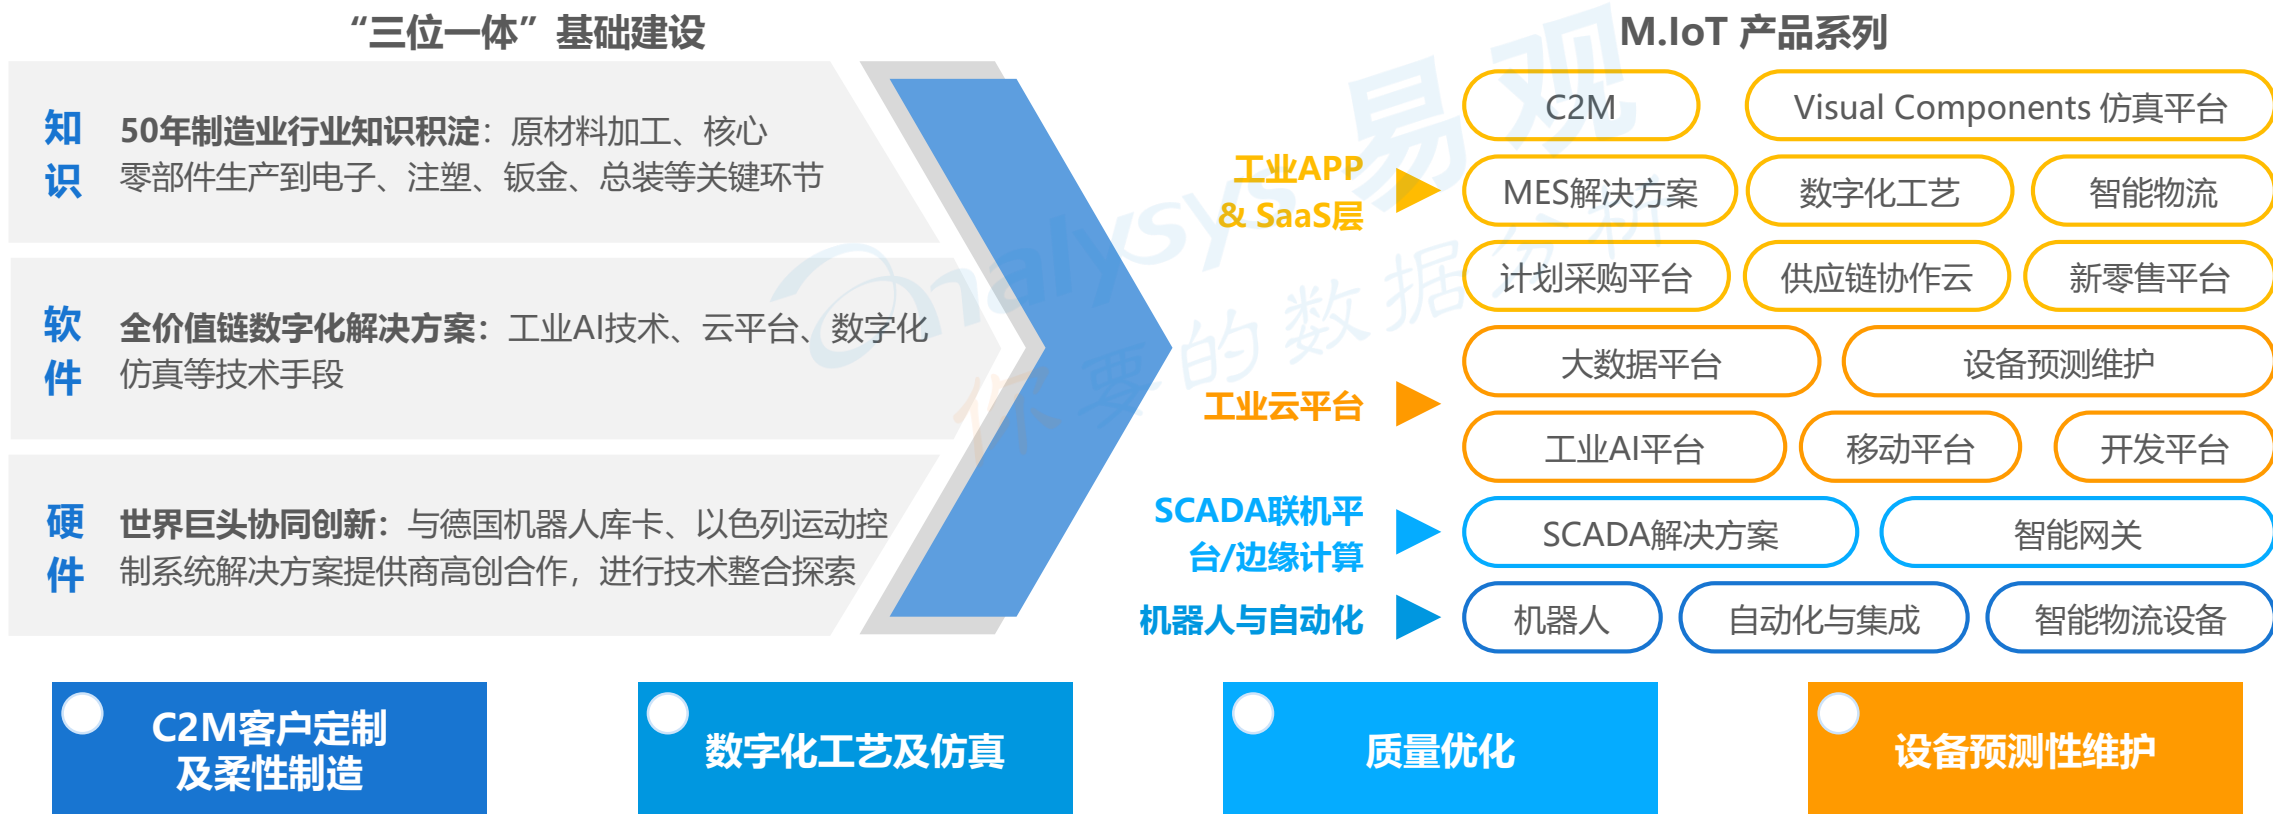 “三位一体”基础建设
知识
50年制造业行业知识积淀：原材料加工、核心
零部件生产到电子、注塑、钣金、总装等关键环节
软件
全价值链数字化解决方案：工业AI技术、云平台、数字化
仿真等技术手段
硬件
世界巨头协同创新：与德国机器人库卡、以色列运动控
制系统解决方案提供商高创合作，进行技术整合探索
M.IoT 产品系列
工业APP
& SaaS层
C2M
Visual Components 仿真平台
MES解决方案
数字化工艺
智能物流
计划采购平台
供应链协作云
新零售平台
工业云平台
大数据平台
设备预测维护
工业AI平台
移动平台
开发平台
SCADA联机平
台/边缘计算
SCADA解决方案
智能网关
机器人与自动化
机器人
自动化与集成
智能物流设备
C2M客户定制
及柔性制造
数字化工艺及仿真
质量优化
设备预测性维护
analysys 易观
你要的数据分析